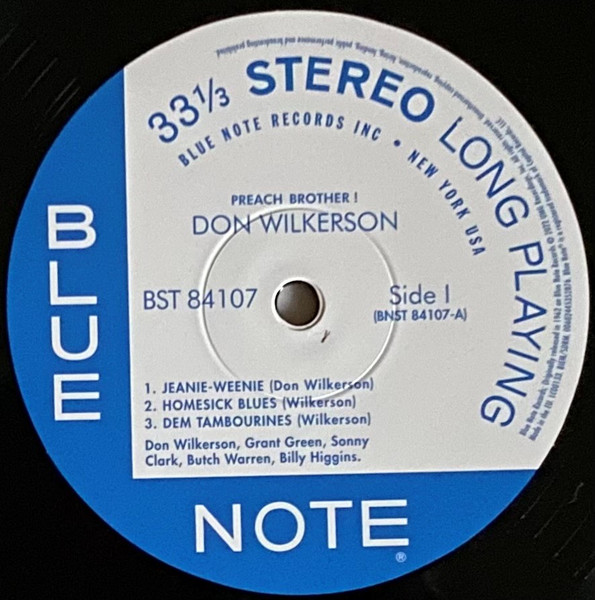 33⅓ STEREO LONG PLAYING
BLUE NOTE RECORDS INC • NEW YORK USA
PREACH BROTHER!
DON WILKERSON
BST 84107
Side I
(BNST 84107-A)
1. JEANIE-WEENIE (Don Wilkerson)
2. HOMESICK BLUES (Wilkerson)
3. DEM TAMBOURINES (Wilkerson)
Don Wilkerson, Grant Green, Sonny
Clark, Butch Warren, Billy Higgins.
BLUE
NOTE
®